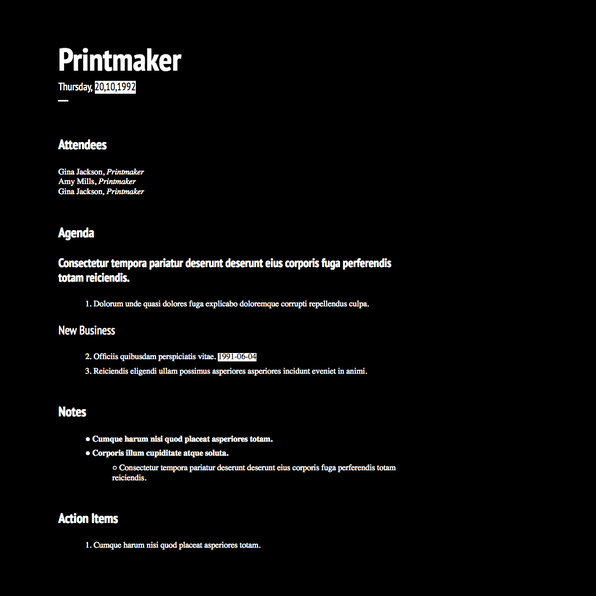 Printmaker
Thursday, 20,10,1992
Attendees
Gina Jackson, Printmaker
Amy Mills, Printmaker
Gina Jackson, Printmaker
Agenda
Consectetur tempora pariatur deserunt deserunt eius corporis fuga perferendis
totam reiciendis.
1. Dolorum unde quasi dolores fuga explicabo doloremque corrupti repellendus culpa.
New Business
2. Officiis quibusdam perspiciatis vitae. 1991-06-04
3. Reiciendis eligendi ullam possimus asperiores asperiores incidunt eveniet in animi.
Notes
● Cumque harum nisi quod placeat asperiores totam.
● Corporis illum cupiditate atque soluta.
○ Consectetur tempora pariatur deserunt deserunt eius corporis fuga perferendis totam
reiciendis.
Action Items
1. Cumque harum nisi quod placeat asperiores totam.